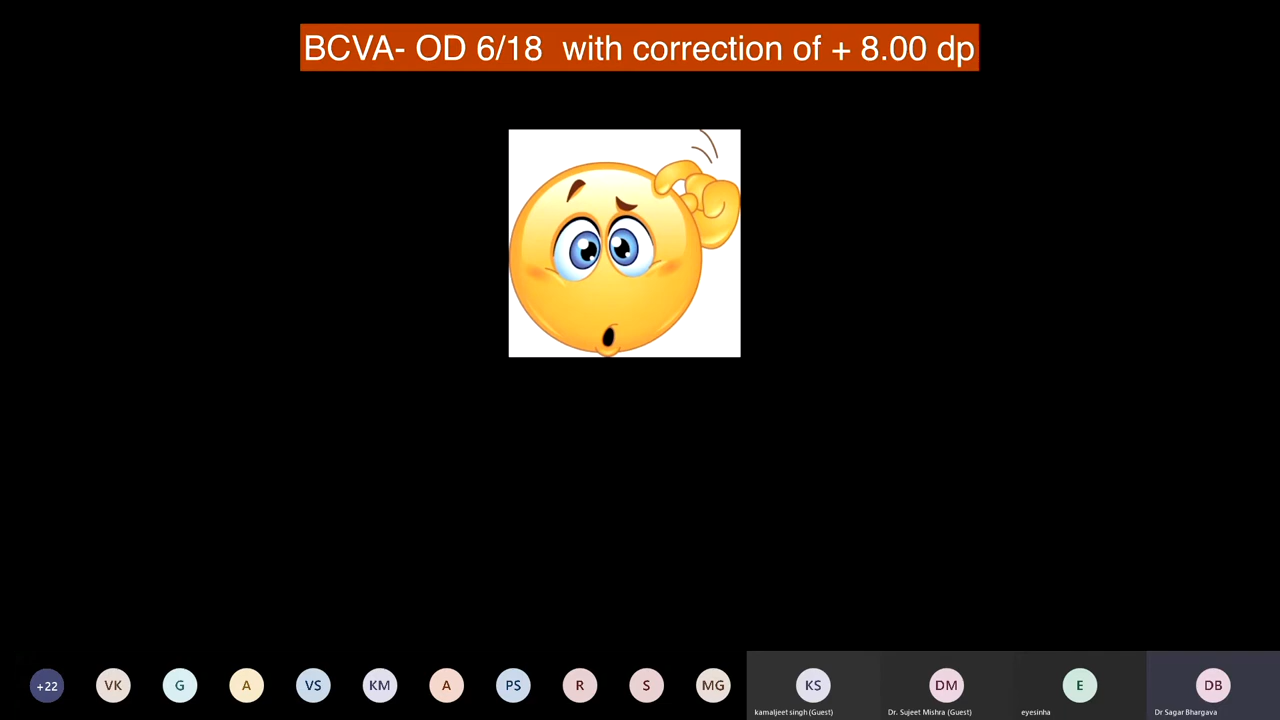 BCVA- OD 6/18 with correction of + 8.00 dp
+22
VK
G
A
VS
KM
A
PS
R
S
MG
KS
DM
E
DB
kamaljeet singh (Guest)
Dr. Sujeet Mishra (Guest)
eyesinha
Dr Sagar Bhargava